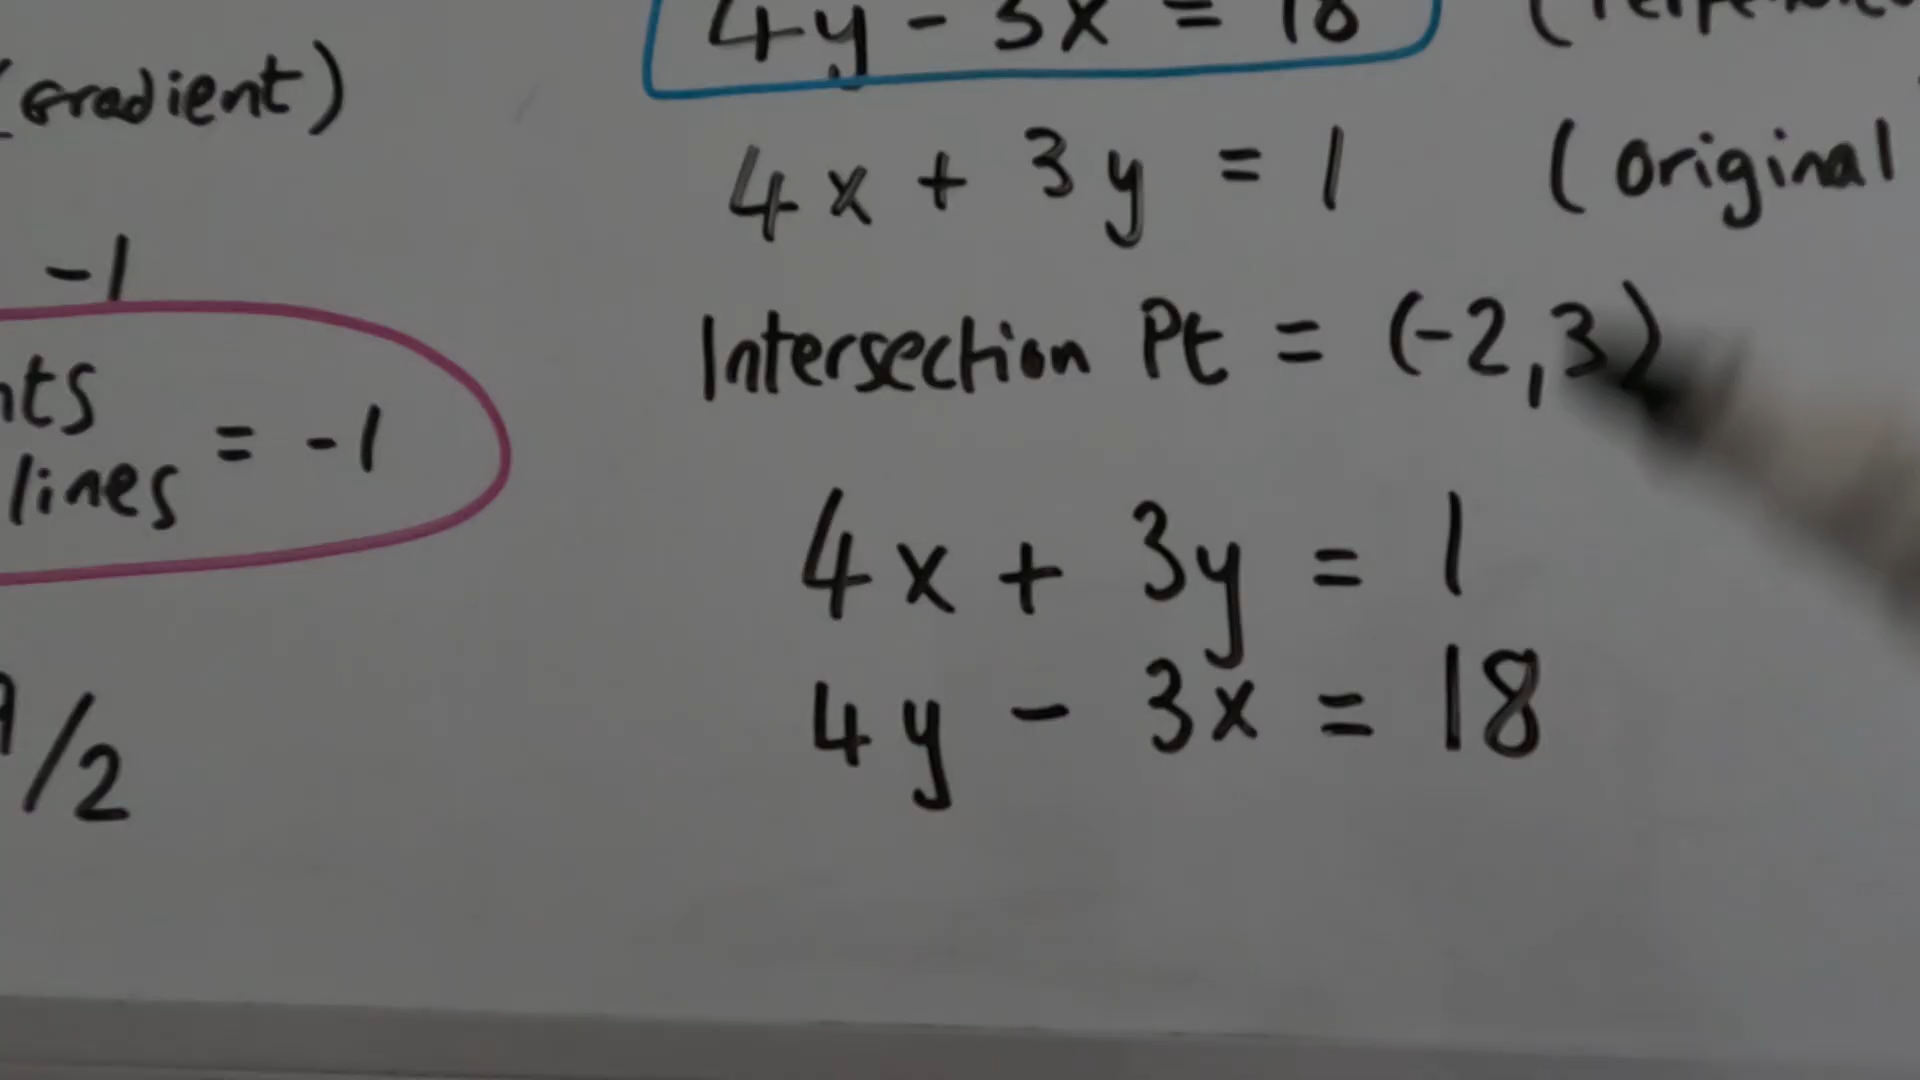 (Gradient)
-1
lines = -1
/2
4y - 3x = 18
4x + 3y = 1 (original
Intersection Pt = (-2,3)
4x + 3y = 1
4y - 3x = 18